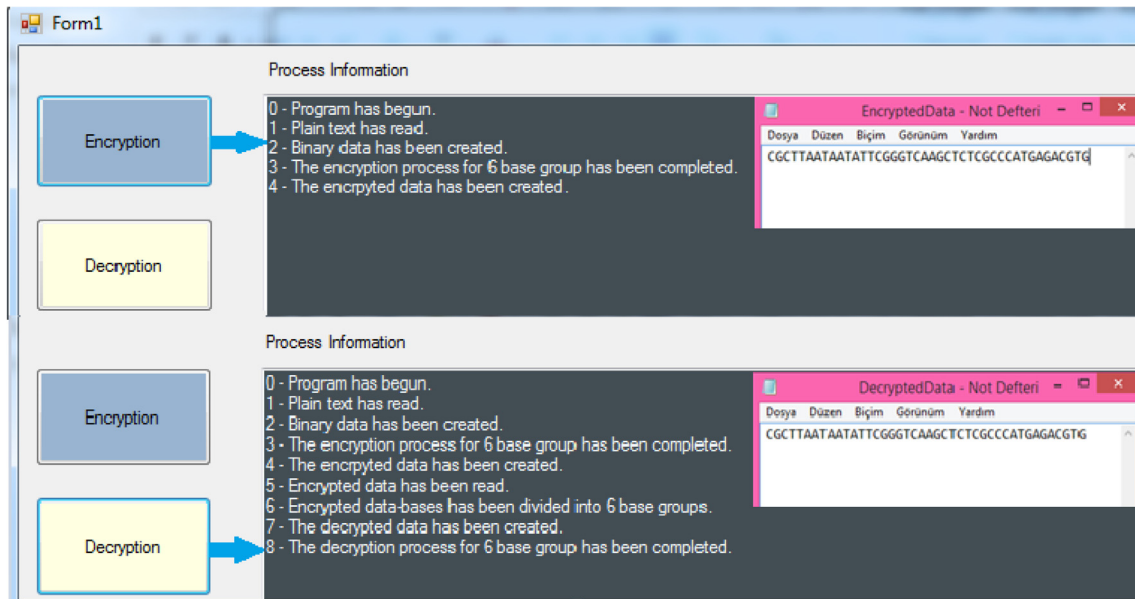 Form1
Process Information
Encryption
0 - Program has begun.
1 - Plain text has read.
2 - Binary data has been created.
3 - The encryption process for 6 base group has been completed.
4 - The encrpyted data has been created.
EncryptedData - Not Defteri
Dosya Düzen Biçim Görünüm Yardım
CGCTTAATAATATTCGGGTCAAGCTCTCGCCCATGAGACGTG
Decryption
Process Information
Encryption
0 - Program has begun.
1 - Plain text has read.
2 - Binary data has been created.
3 - The encryption process for 6 base group has been completed.
4 - The encrpyted data has been created.
5 - Encrypted data has been read.
6 - Encrypted data-bases has been divided into 6 base groups.
7 - The decrypted data has been created.
8 - The decryption process for 6 base group has been completed.
DecryptedData - Not Defteri
Dosya Düzen Biçim Görünüm Yardım
CGCTTAATAATATTCGGGTCAAGCTCTCGCCCATGAGACGTG
Decryption